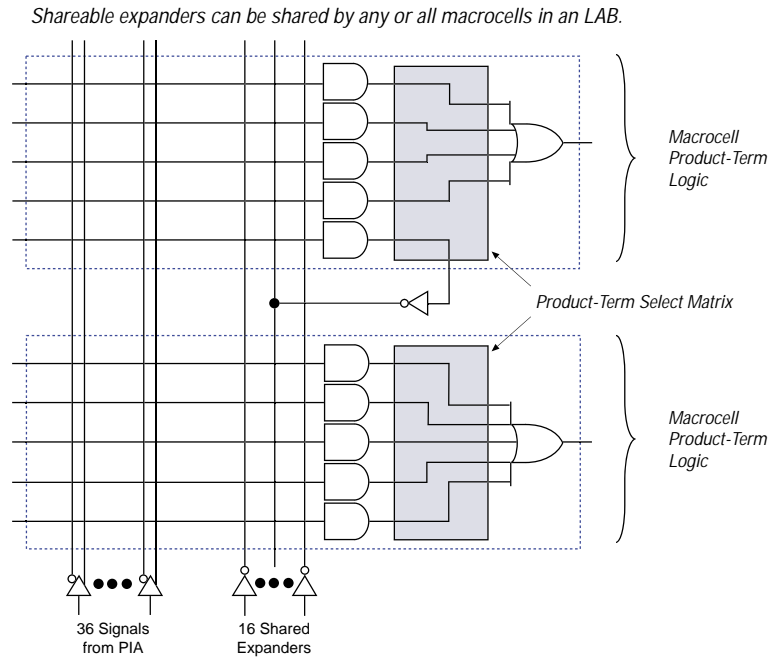 Shareable expanders can be shared by any or all macrocells in an LAB.
Macrocell
Product-Term
Logic
Product-Term Select Matrix
Macrocell
Product-Term
Logic
36 Signals
from PIA
16 Shared
Expanders